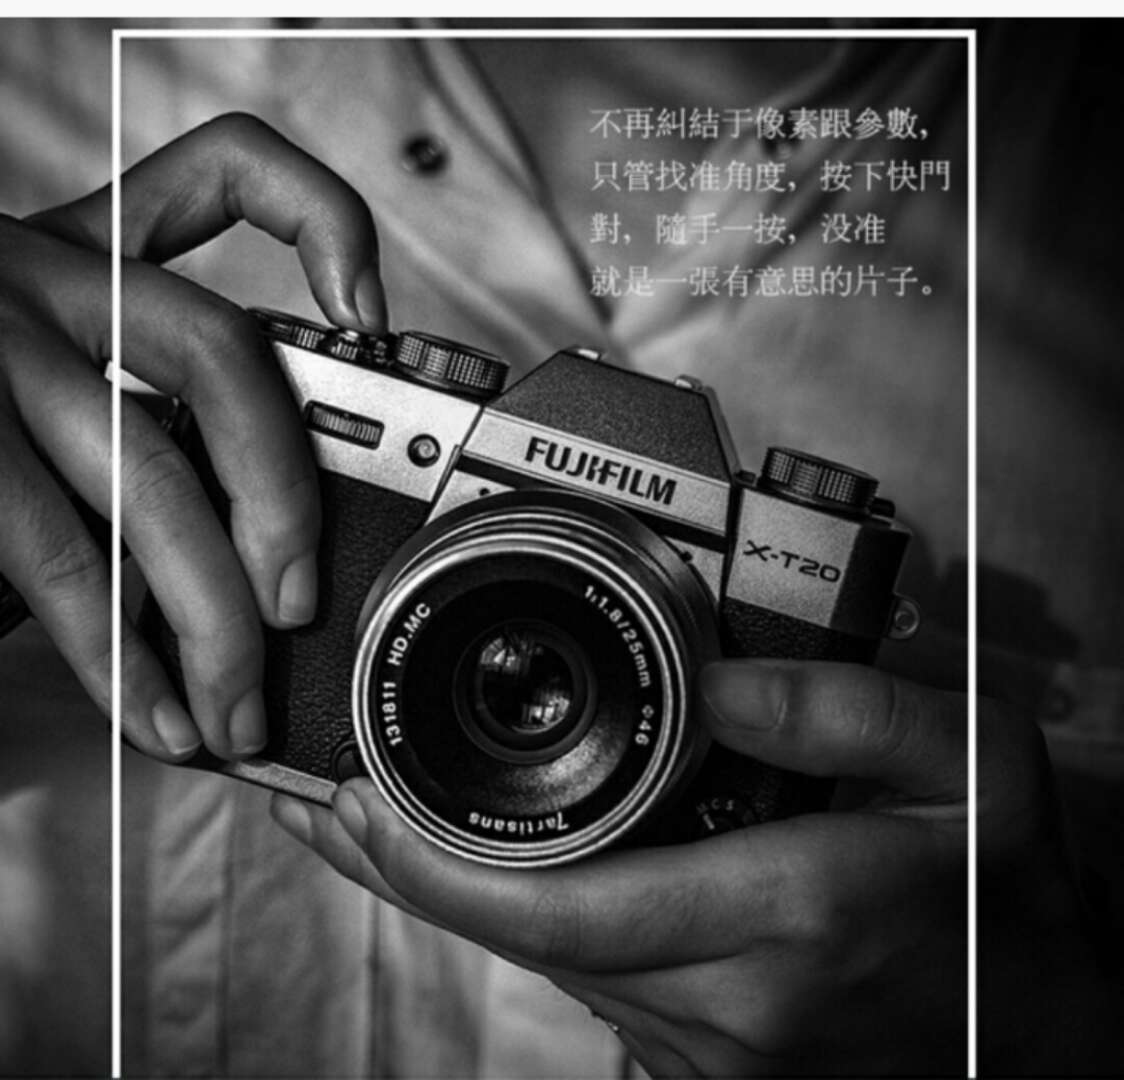 不再糾結于像素跟參數，
只管找准角度，按下快門
對，隨手一按，没准
就是一張有意思的片子。
FUJIFILM
X-T20
1:1.8/25mm Φ46
131811 HD.MC
7artisans
M C S